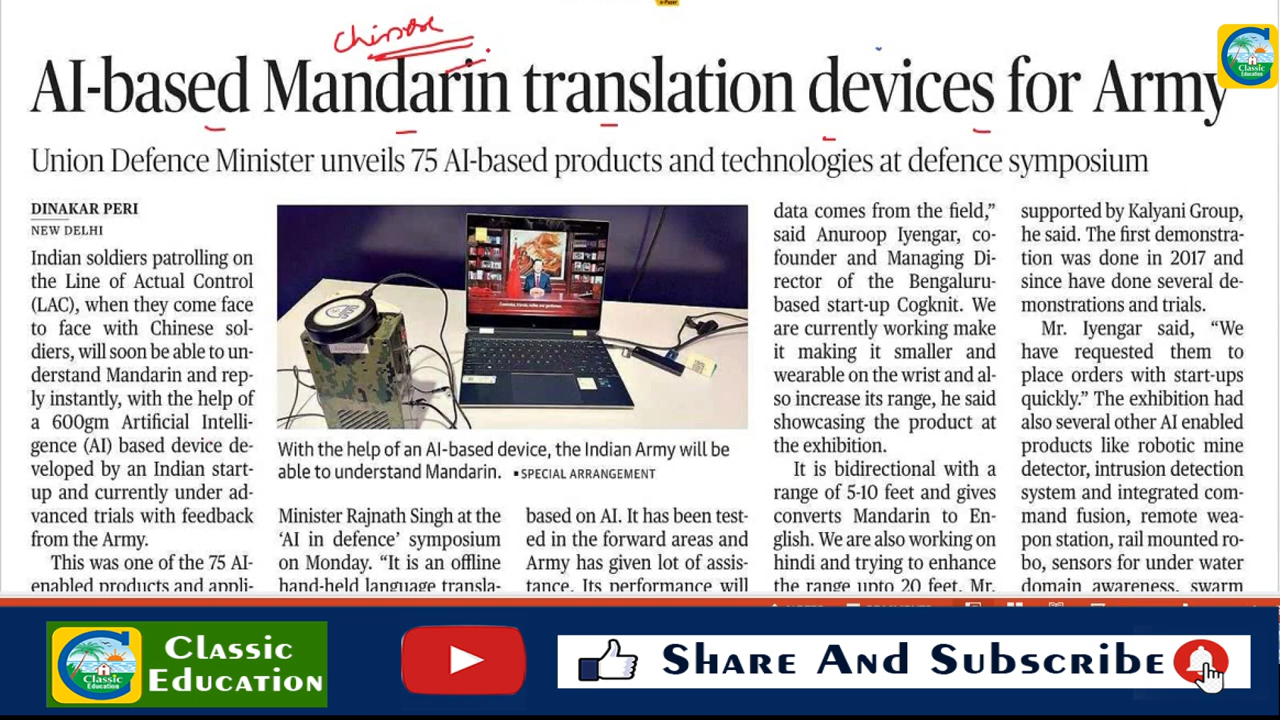 e-Paper
Chinese
AI-based Mandarin translation devices for Army
Classic
Education
Union Defence Minister unveils 75 AI-based products and technologies at defence symposium
DINAKAR PERI
NEW DELHI
Indian soldiers patrolling on
the Line of Actual Control
(LAC), when they come face
to face with Chinese sol-
diers, will soon be able to un-
derstand Mandarin and rep-
ly instantly, with the help of
a 600gm Artificial Intelli-
gence (AI) based device de-
veloped by an Indian start-
up and currently under ad-
vanced trials with feedback
from the Army.
This was one of the 75 AI-
enabled products and appli-
With the help of an AI-based device, the Indian Army will be
able to understand Mandarin. ▪SPECIAL ARRANGEMENT
Minister Rajnath Singh at the
‘AI in defence’ symposium
on Monday. “It is an offline
hand-held language transla-
based on AI. It has been test-
ed in the forward areas and
Army has given lot of assis-
tance. Its performance will
data comes from the field,”
said Anuroop Iyengar, co-
founder and Managing Di-
rector of the Bengaluru-
based start-up Cogknit. We
are currently working make
it making it smaller and
wearable on the wrist and al-
so increase its range, he said
showcasing the product at
the exhibition.
It is bidirectional with a
range of 5-10 feet and gives
converts Mandarin to En-
glish. We are also working on
hindi and trying to enhance
the range upto 20 feet. Mr.
supported by Kalyani Group,
he said. The first demonstra-
tion was done in 2017 and
since have done several de-
monstrations and trials.
Mr. Iyengar said, “We
have requested them to
place orders with start-ups
quickly.” The exhibition had
also several other AI enabled
products like robotic mine
detector, intrusion detection
system and integrated com-
mand fusion, remote wea-
pon station, rail mounted ro-
bo, sensors for under water
domain awareness, swarm
Classic
Education
Classic
Education
Share And Subscribe